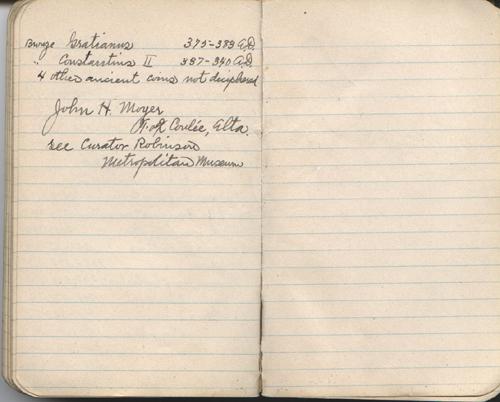 Bronze Gratianus 375-383 A.D.
" Constantius II 337-340 A.D.
4 other ancient coins not deciphered
John H. Moyer
of Coulée, Alta.
see Curator Robinson
Metropolitan Museum